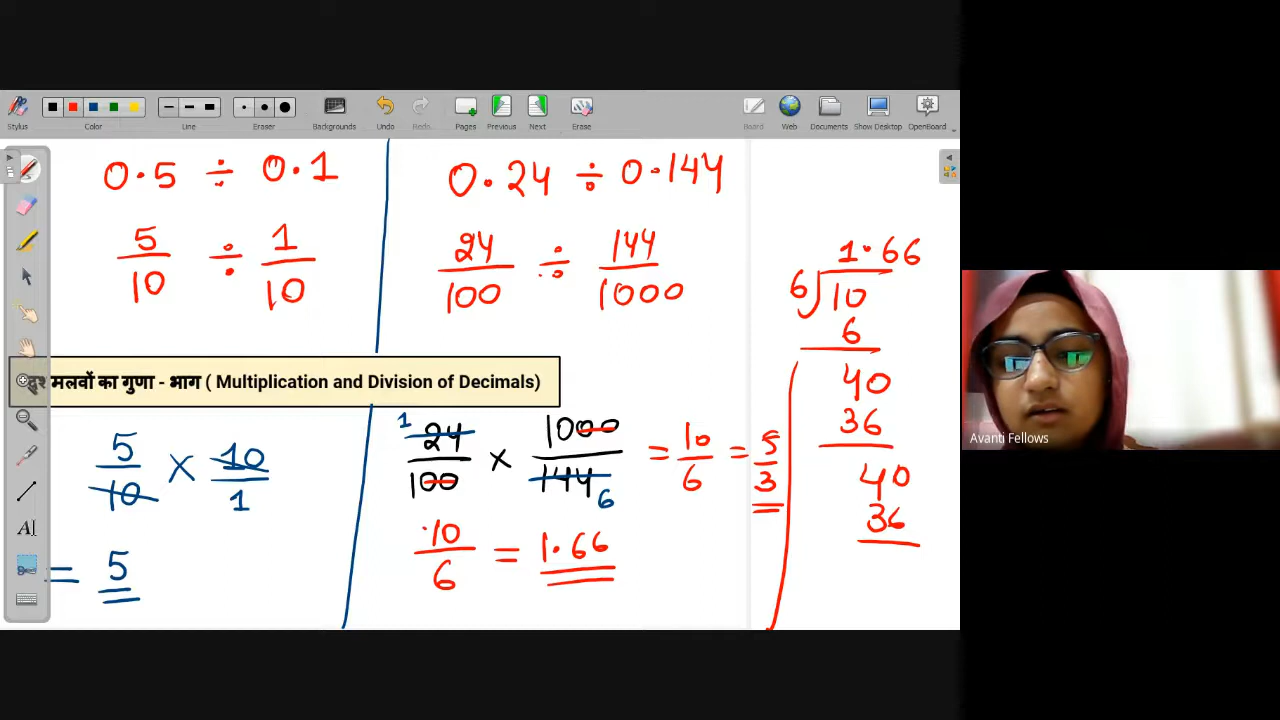 Stylus Color Line Eraser Backgrounds Undo Redo Pages Previous Next Erase Board Web Documents Show Desktop OpenBoard
0.5 ÷ 0.1
5/10 ÷ 1/10
0.24 ÷ 0.144
24/100 ÷ 144/1000
दशमलवों का गुणा - भाग ( Multiplication and Division of Decimals)
5/10 × 10/1
= 5
1
24/100 × 1000/144 = 10/6 = 5/3
6
10/6 = 1.66
1.66
6 10
6
40
36
40
36
Avanti Fellows